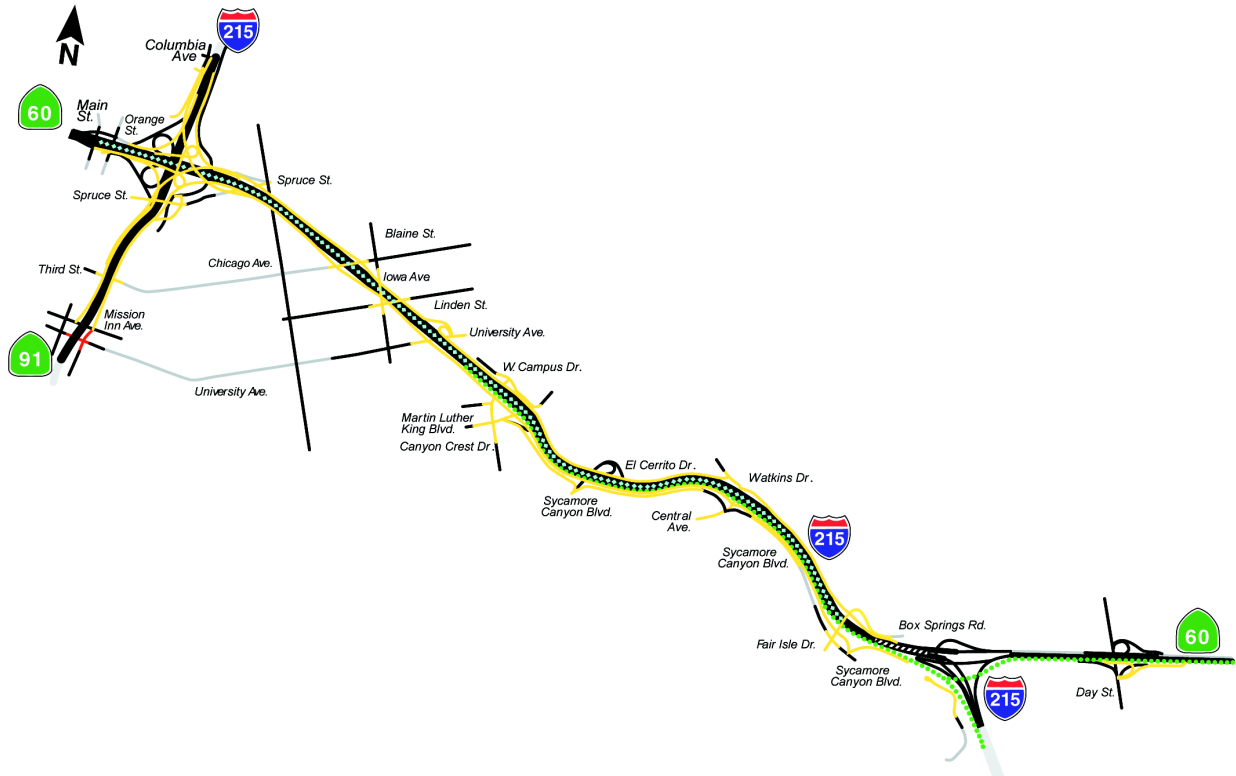 215
Columbia
Ave
N
60
Main
St.
Orange
St.
Spruce St.
Spruce St.
Blaine St.
Chicago Ave.
Third St.
Iowa Ave
Linden St.
Mission
Inn Ave.
University Ave.
91
W. Campus Dr.
University Ave.
Martin Luther
King Blvd.
Canyon Crest Dr.
El Cerrito Dr.
Watkins Dr.
Sycamore
Canyon Blvd.
Central
Ave.
215
Sycamore
Canyon Blvd.
Box Springs Rd.
60
Fair Isle Dr.
Sycamore
Canyon Blvd.
Day St.
215